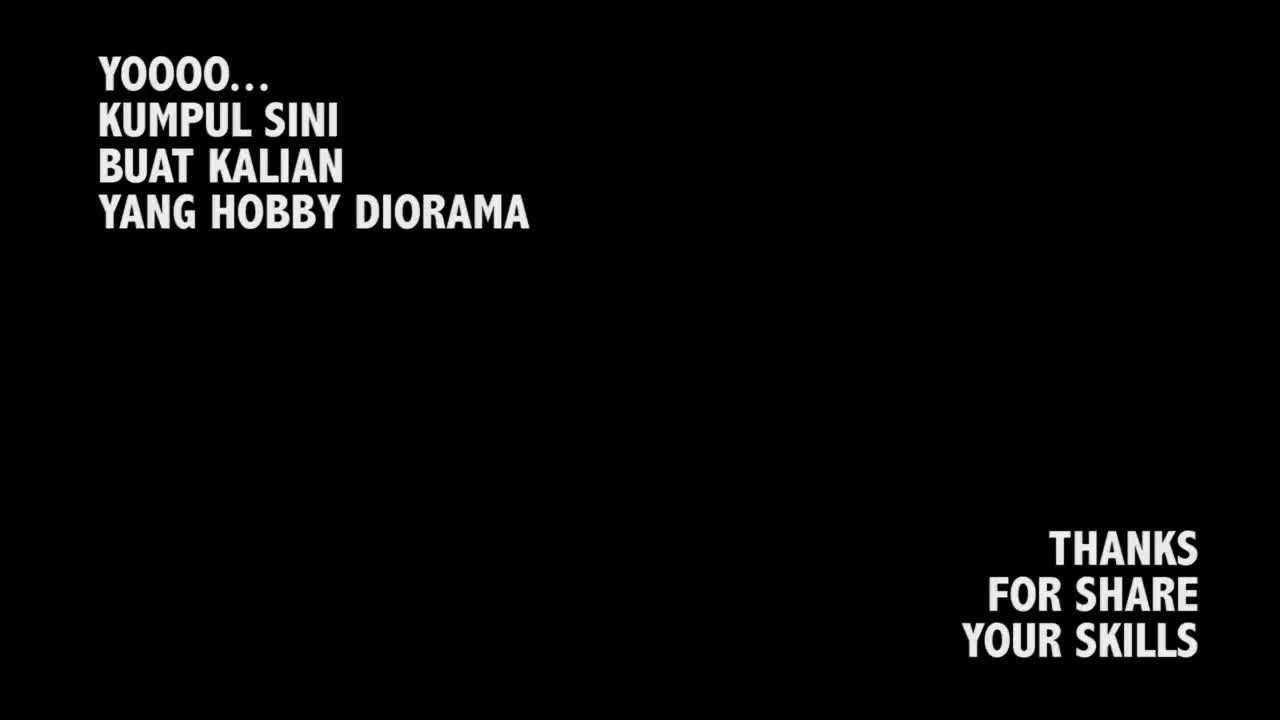 YOOOO...
KUMPUL SINI
BUAT KALIAN
YANG HOBBY DIORAMA
THANKS
FOR SHARE
YOUR SKILLS